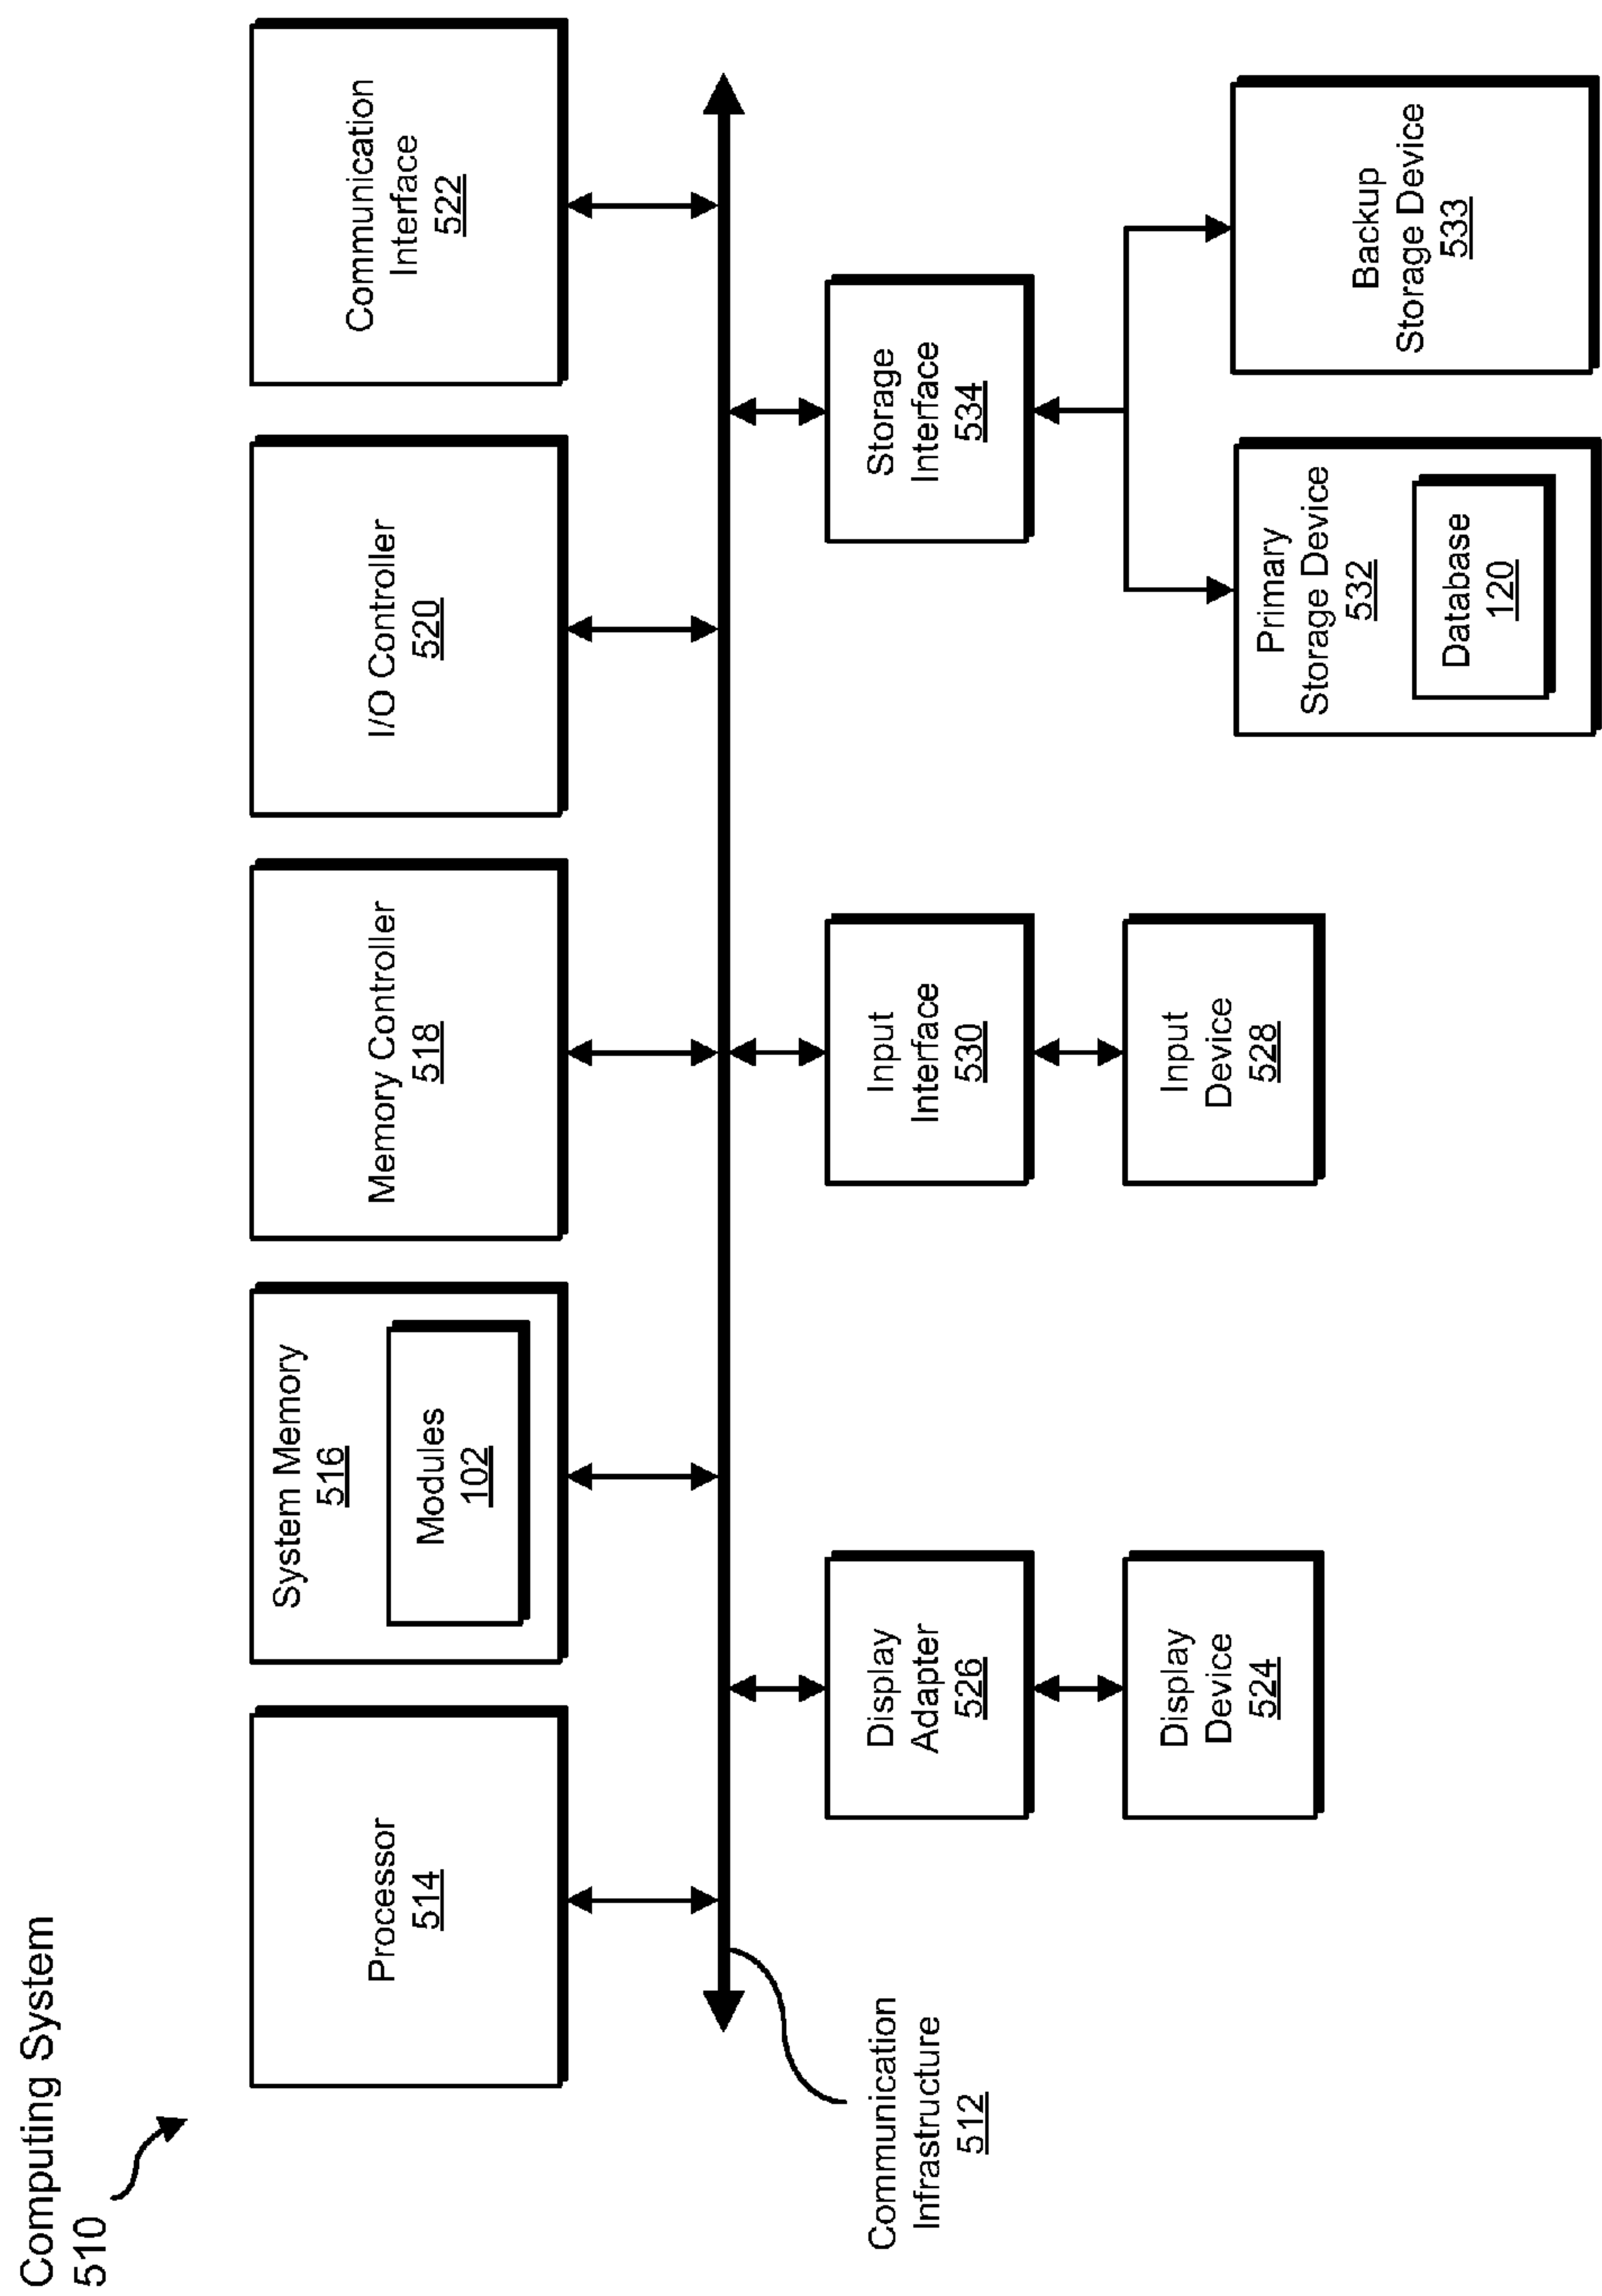 Computing System
510
Processor
514
System Memory
516
Modules
102
Memory Controller
518
I/O Controller
520
Communication
Interface
522
Communication
Infrastructure
512
Display
Adapter
526
Input
Interface
530
Storage
Interface
534
Display
Device
524
Input
Device
528
Primary
Storage Device
532
Database
120
Backup
Storage Device
533